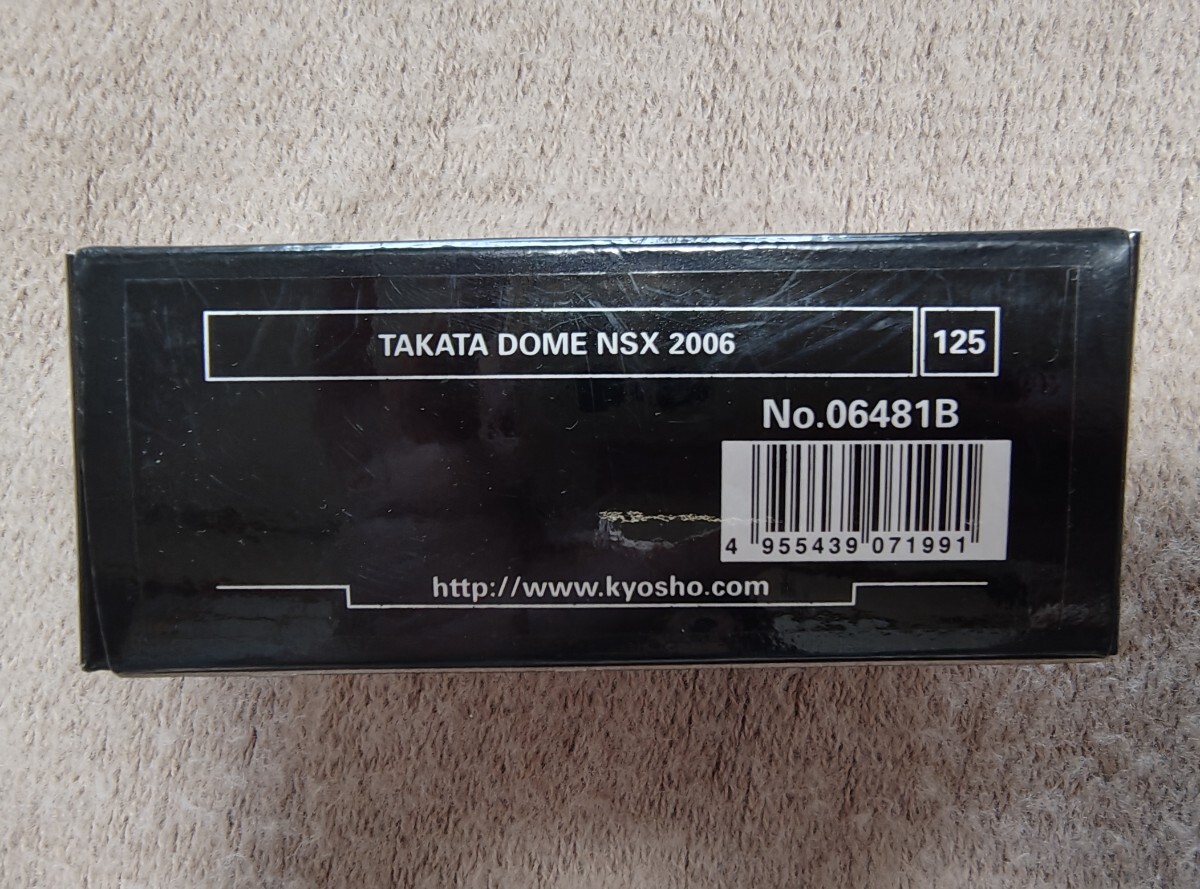 TAKATA DOME NSX 2006
125
No.06481B
4 955439 071991
http://www.kyosho.com